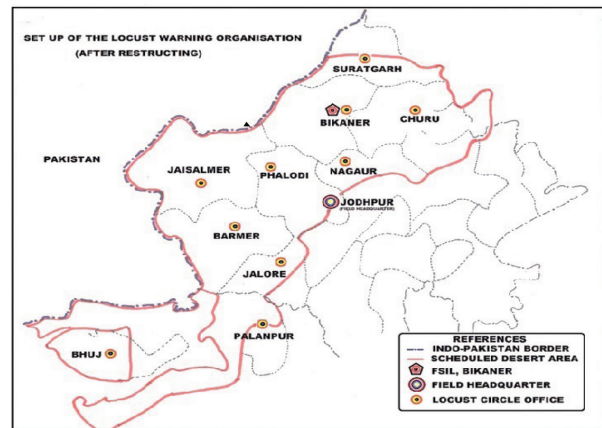 SET UP OF THE LOCUST WARNING ORGANISATION
(AFTER RESTRUCTING)
SURATGARH
BIKANER
CHURU
PAKISTAN
JAISALMER
PHALODI
NAGAUR
JODHPUR
(FIELD HEADQUARTER)
BARMER
JALORE
PALANPUR
BHUJ
REFERENCES
INDO-PAKISTAN BORDER
SCHEDULED DESERT AREA
FSIL, BIKANER
FIELD HEADQUARTER
LOCUST CIRCLE OFFICE